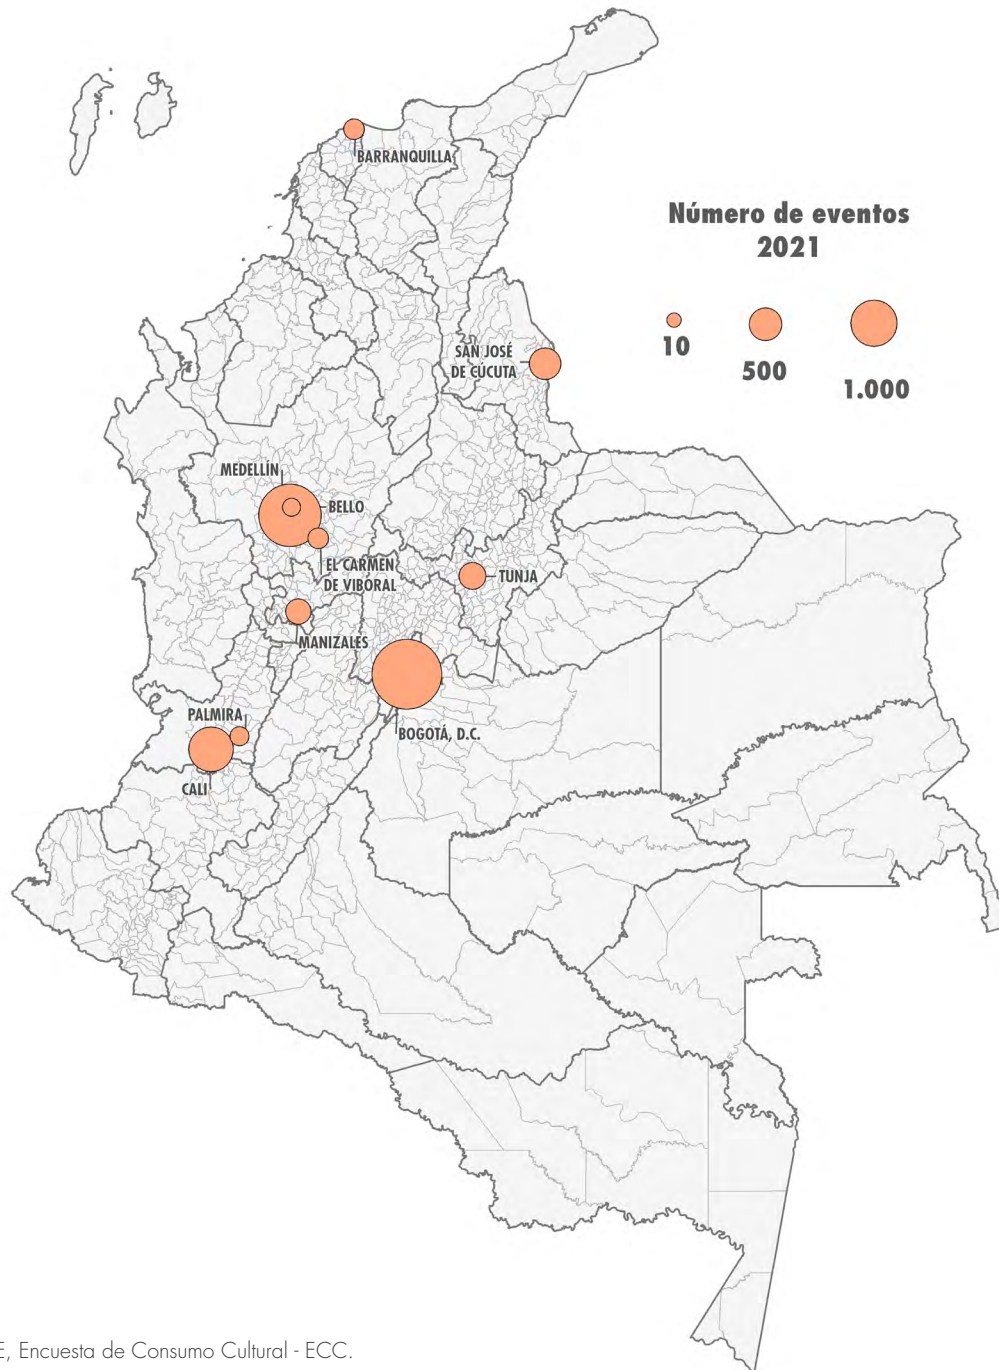 BARRANQUILLA
Número de eventos
2021
10
500
1.000
SAN JOSÉ
DE CÚCUTA
MEDELLÍN
BELLO
EL CARMEN
DE VIBORAL
TUNJA
MANIZALES
PALMIRA
BOGOTÁ, D.C.
CALI
E, Encuesta de Consumo Cultural - ECC.